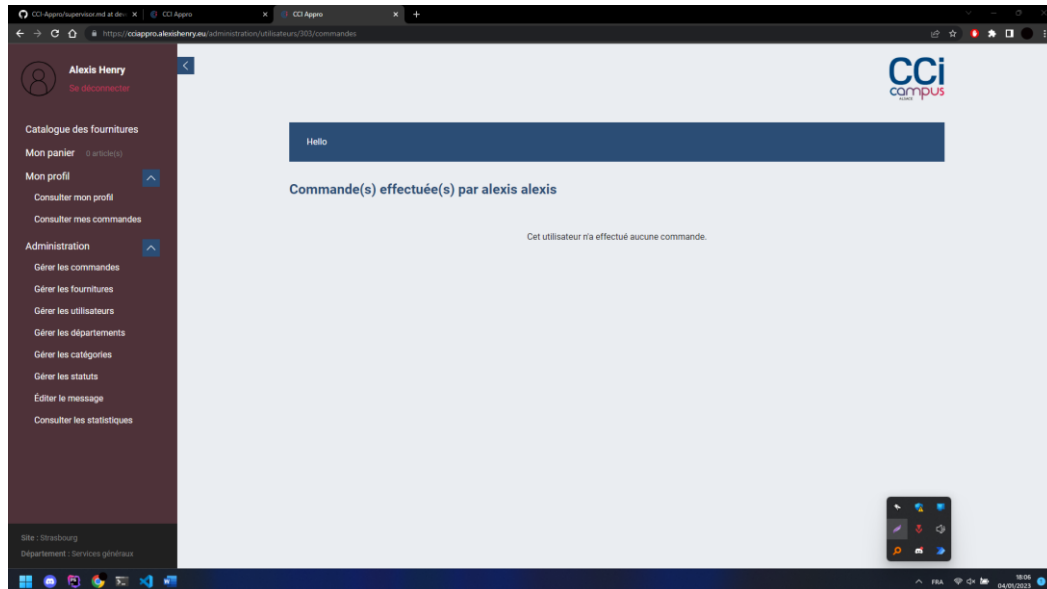 CCI-Appro/supervisor.md at dev
CCI Appro
CCI Appro
https://cciappro.alexishenry.eu/administration/utilisateurs/303/commandes
Alexis Henry
Se déconnecter
CCi
campus
ALSACE
Catalogue des fournitures
Mon panier 0 article(s)
Mon profil
Consulter mon profil
Consulter mes commandes
Administration
Gérer les commandes
Gérer les fournitures
Gérer les utilisateurs
Gérer les départements
Gérer les catégories
Gérer les statuts
Éditer le message
Consulter les statistiques
Hello
Commande(s) effectuée(s) par alexis alexis
Cet utilisateur n'a effectué aucune commande.
Site : Strasbourg
Département : Services généraux
FRA
18:06
04/01/2023